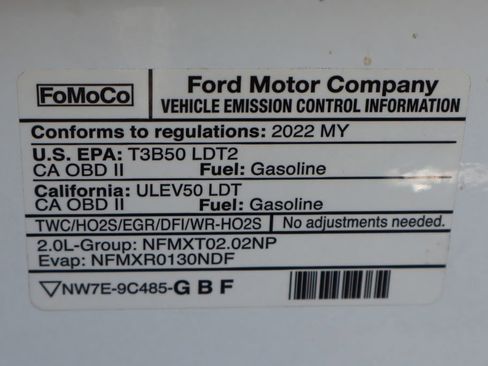 FoMoCo
Ford Motor Company
VEHICLE EMISSION CONTROL INFORMATION
Conforms to regulations: 2022 MY
U.S. EPA: T3B50 LDT2
CA OBD II Fuel: Gasoline
California: ULEV50 LDT
CA OBD II Fuel: Gasoline
TWC/HO2S/EGR/DFI/WR-HO2S No adjustments needed.
2.0L-Group: NFMXT02.02NP
Evap: NFMXR0130NDF
NW7E-9C485-GBF